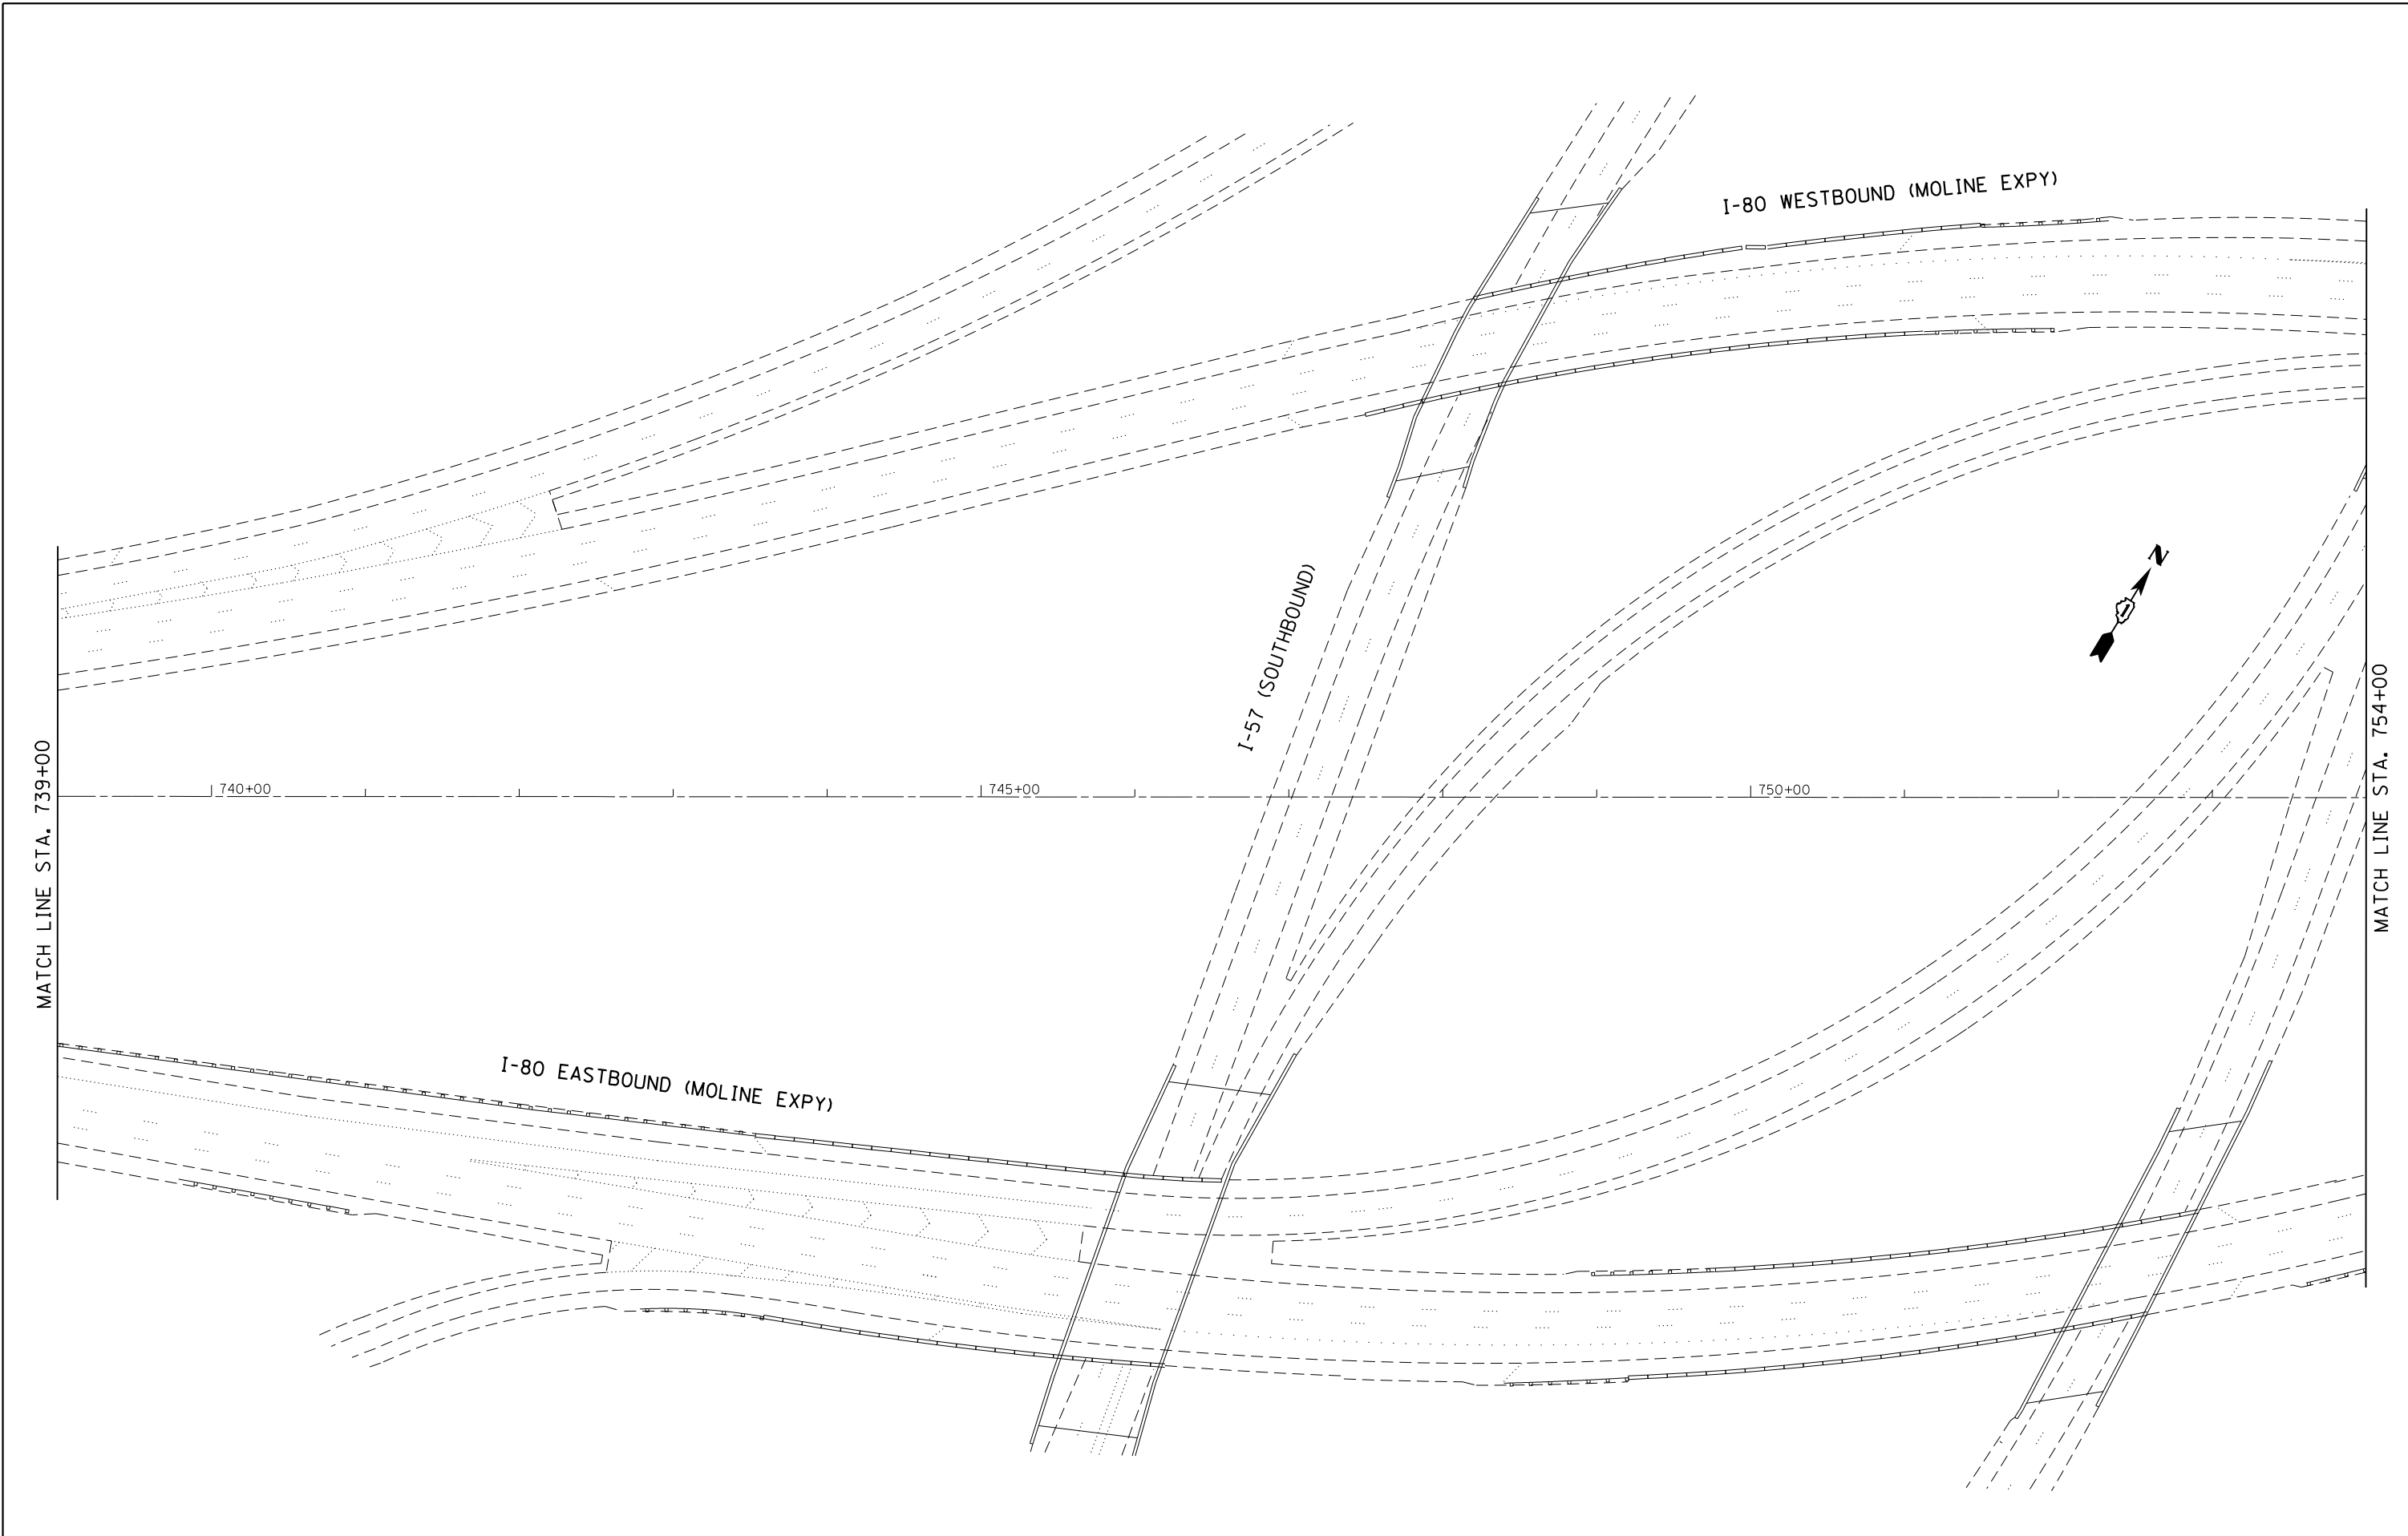 I-80 WESTBOUND (MOLINE EXPY)
N
I-57 (SOUTHBOUND)
MATCH LINE STA. 739+00
740+00
745+00
750+00
MATCH LINE STA. 754+00
I-80 EASTBOUND (MOLINE EXPY)